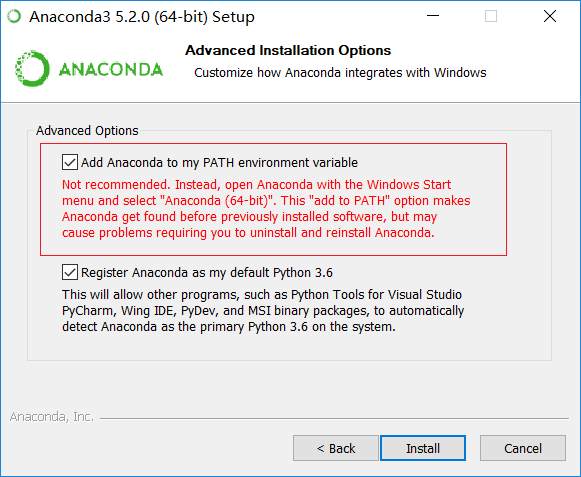 Anaconda3 5.2.0 (64-bit) Setup
ANACONDA
Advanced Installation Options
Customize how Anaconda integrates with Windows
Advanced Options
Add Anaconda to my PATH environment variable
Not recommended. Instead, open Anaconda with the Windows Start
menu and select "Anaconda (64-bit)". This "add to PATH" option makes
Anaconda get found before previously installed software, but may
cause problems requiring you to uninstall and reinstall Anaconda.
Register Anaconda as my default Python 3.6
This will allow other programs, such as Python Tools for Visual Studio
PyCharm, Wing IDE, PyDev, and MSI binary packages, to automatically
detect Anaconda as the primary Python 3.6 on the system.
Anaconda, Inc.
< Back
Install
Cancel